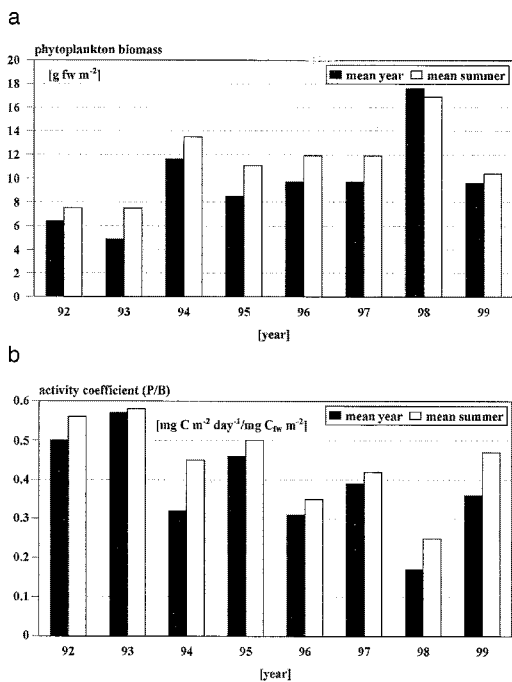 a
phytoplankton biomass
20
[g fw m⁻²]
mean year
mean summer
18
16
14
12
10
8
6
4
2
0
92 93 94 95 96 97 98 99
[year]
b
activity coefficient (P/B)
0.6
[mg C m⁻² day⁻¹/mg C_fw m⁻²]
mean year
mean summer
0.5
0.4
0.3
0.2
0.1
0
92 93 94 95 96 97 98 99
[year]